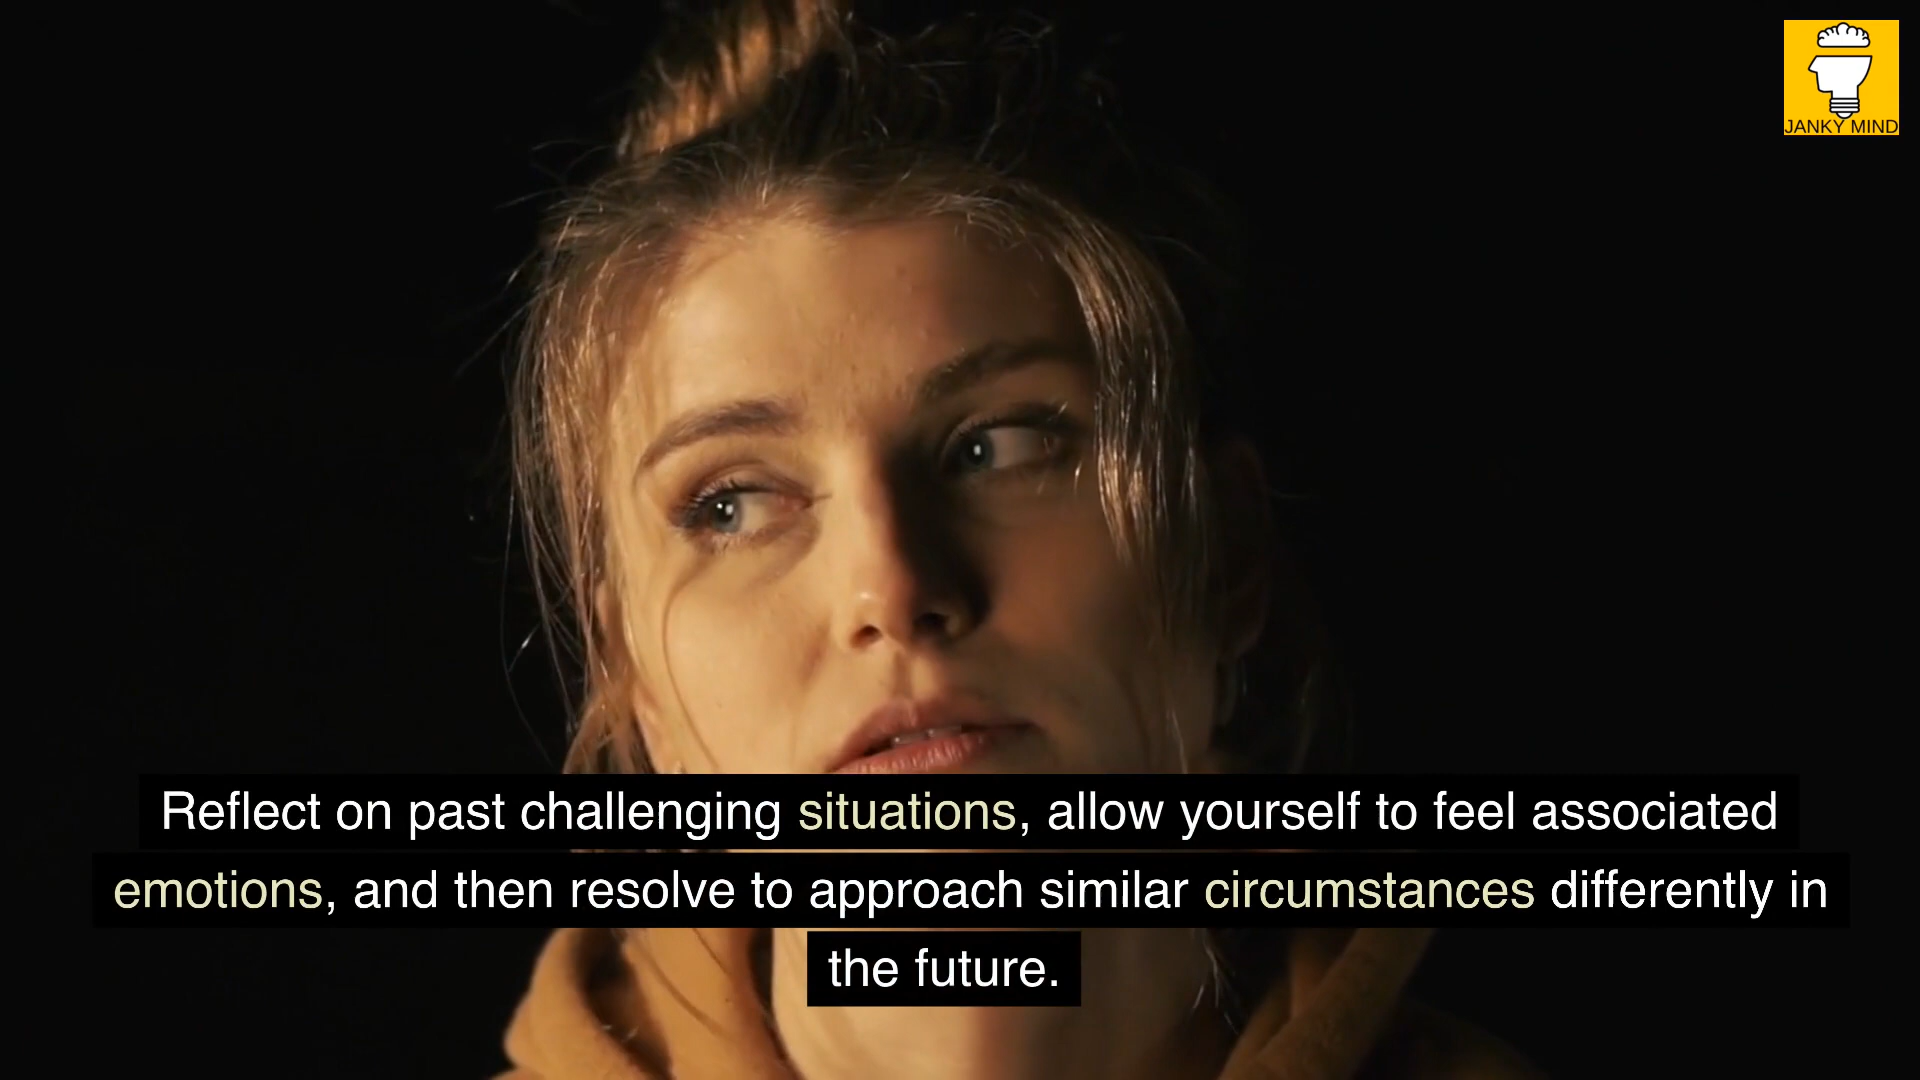 JANKY MIND
Reflect on past challenging situations, allow yourself to feel associated
emotions, and then resolve to approach similar circumstances differently in
the future.